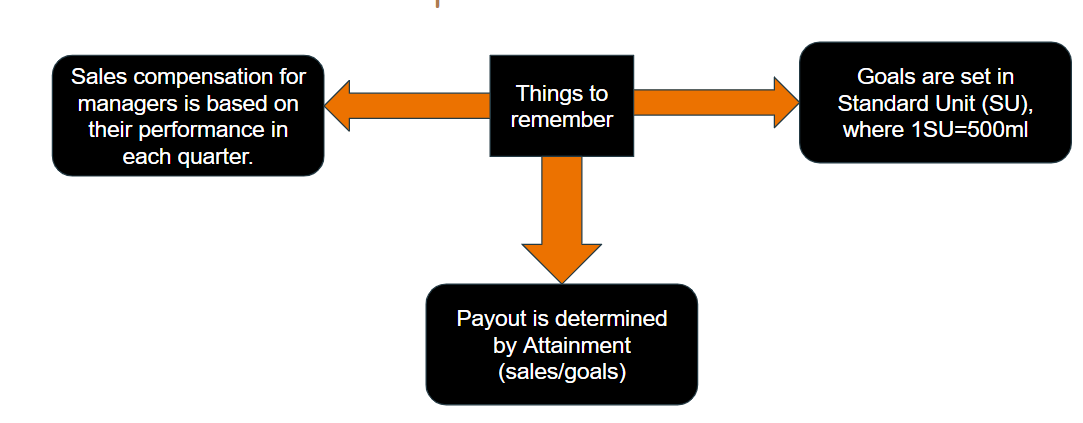 Things to
remember
Sales compensation for
managers is based on
their performance in
each quarter.
Goals are set in
Standard Unit (SU),
where 1SU=500ml
Payout is determined
by Attainment
(sales/goals)